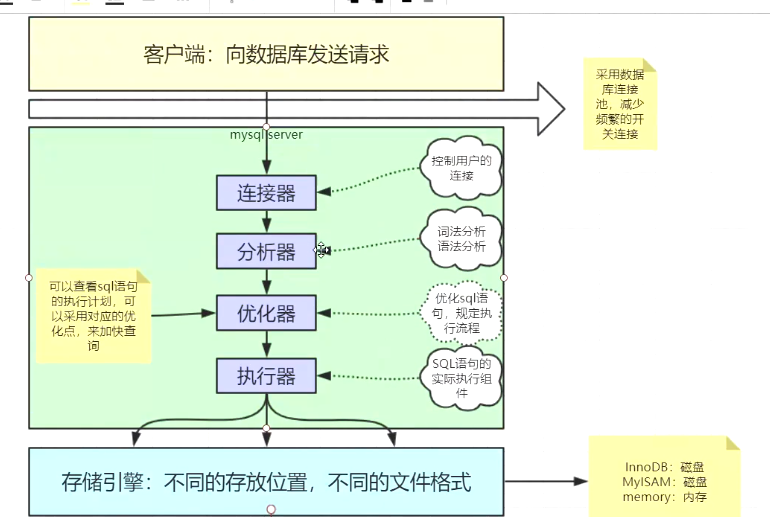 客户端：向数据库发送请求
采用数据
库连接
池，减少
频繁的开
关连接
mysql server
控制用户的
连接
连接器
词法分析
语法分析
分析器
可以查看sql语句
的执行计划，可
以采用对应的优
化点，来加快查
询
优化sql语
句，规定执
行流程
优化器
SQL语句的
实际执行组
件
执行器
存储引擎：不同的存放位置，不同的文件格式
InnoDB：磁盘
MyISAM：磁盘
memory：内存